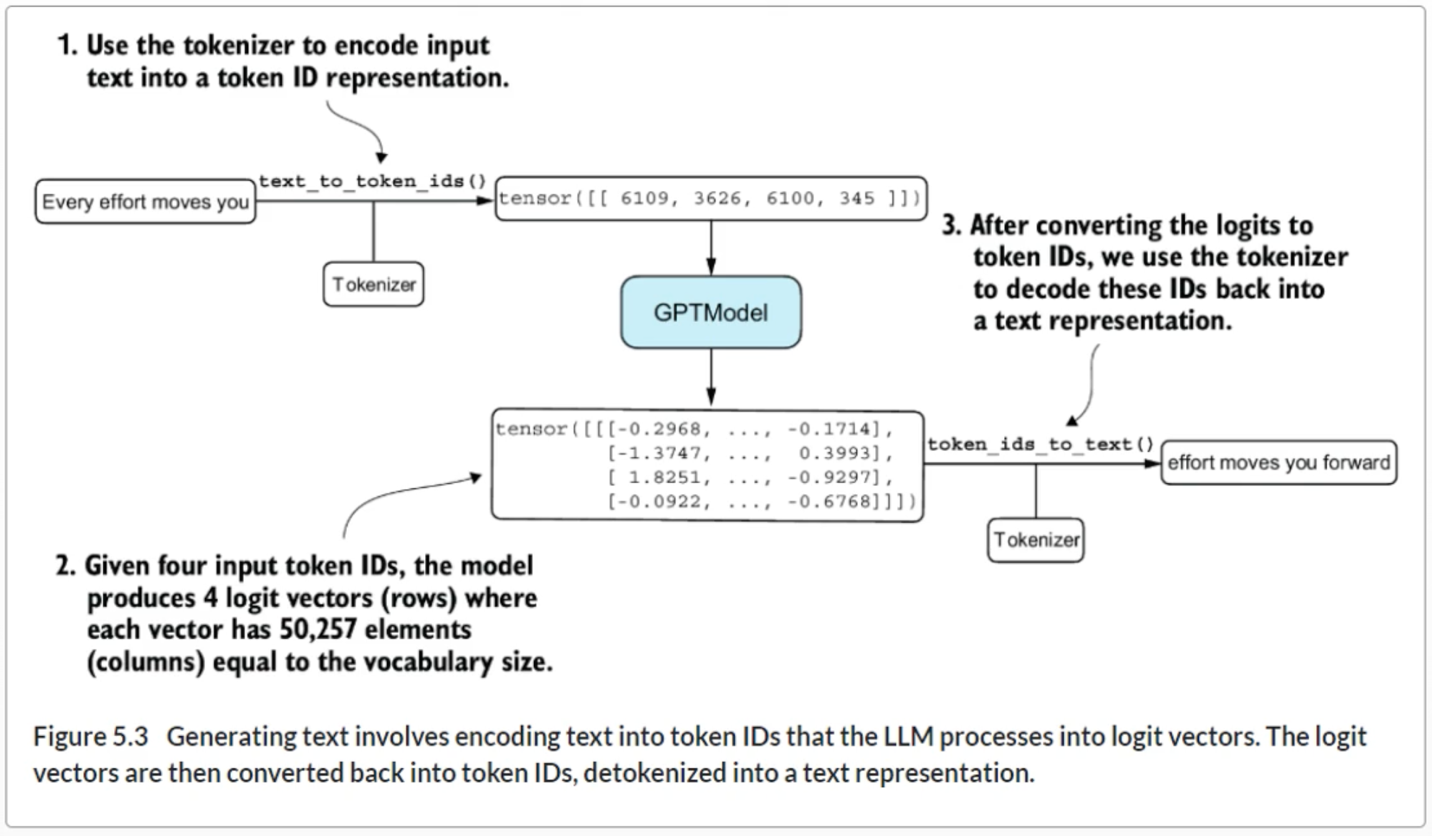 1. Use the tokenizer to encode input
text into a token ID representation.
Every effort moves you
text_to_token_ids()
tensor([[ 6109, 3626, 6100, 345 ]])
Tokenizer
3. After converting the logits to
token IDs, we use the tokenizer
to decode these IDs back into
a text representation.
GPTModel
tensor([[[-0.2968, ..., -0.1714],
[-1.3747, ..., 0.3993],
[ 1.8251, ..., -0.9297],
[-0.0922, ..., -0.6768]]])
token_ids_to_text()
effort moves you forward
Tokenizer
2. Given four input token IDs, the model
produces 4 logit vectors (rows) where
each vector has 50,257 elements
(columns) equal to the vocabulary size.
Figure 5.3 Generating text involves encoding text into token IDs that the LLM processes into logit vectors. The logit
vectors are then converted back into token IDs, detokenized into a text representation.